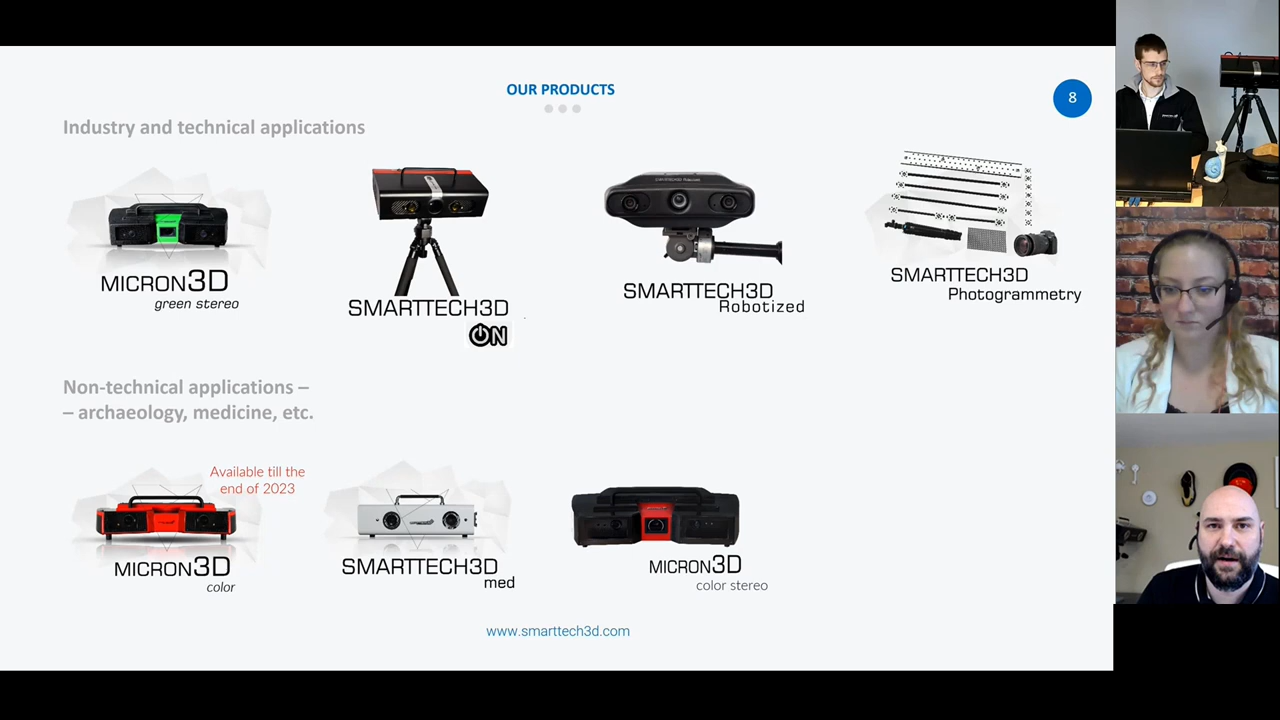 OUR PRODUCTS
8
Industry and technical applications
MICRON3D
green stereo
SMARTTECH3D
ON
SMARTTECH3D
Robotized
SMARTTECH3D
Photogrammetry
Non-technical applications –
– archaeology, medicine, etc.
Available till the
end of 2023
MICRON3D
color
SMARTTECH3D
med
MICRON3D
color stereo
www.smarttech3d.com